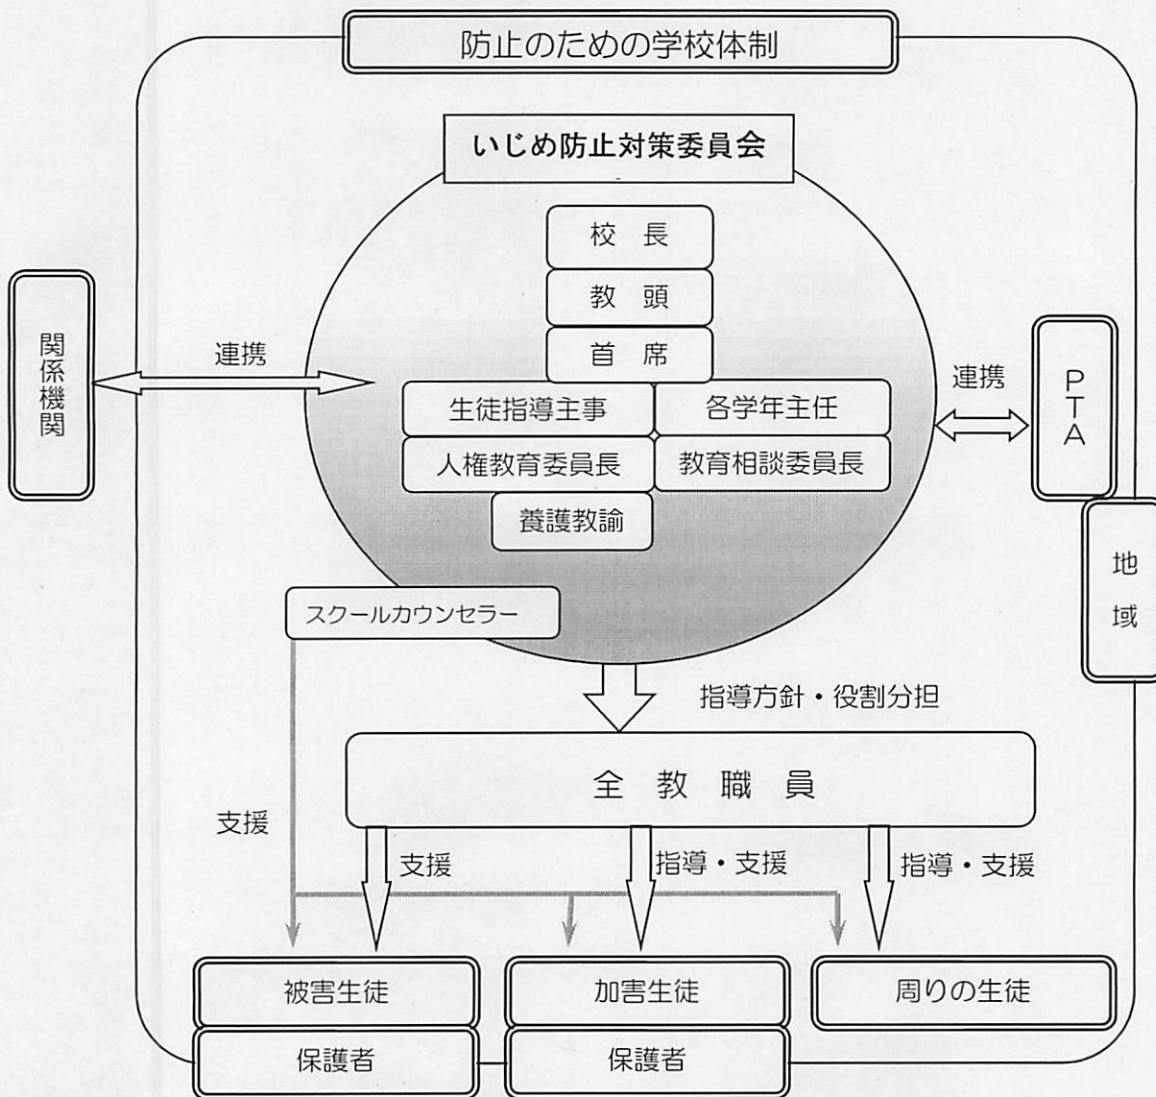 防止のための学校体制
いじめ防止対策委員会
校　長
教　頭
首　席
生徒指導主事
各学年主任
人権教育委員長
教育相談委員長
養護教諭
スクールカウンセラー
関係機関
連携
連携
PTA
地域
指導方針・役割分担
全　教　職　員
支援
支援
指導・支援
指導・支援
被害生徒
加害生徒
周りの生徒
保護者
保護者